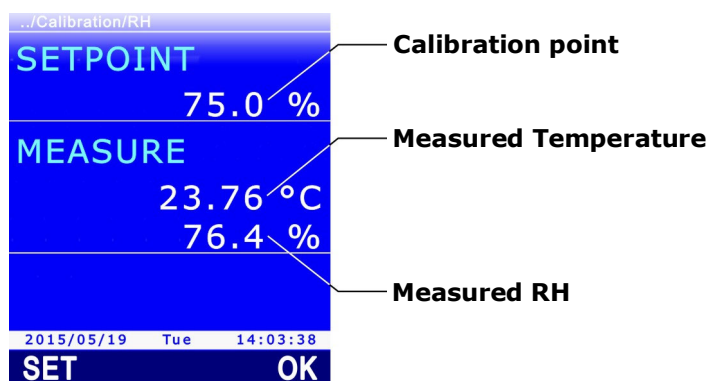 ../Calibration/RH
SETPOINT
75.0 %
Calibration point
MEASURE
23.76 °C
Measured Temperature
76.4 %
Measured RH
2015/05/19 Tue 14:03:38
SET OK